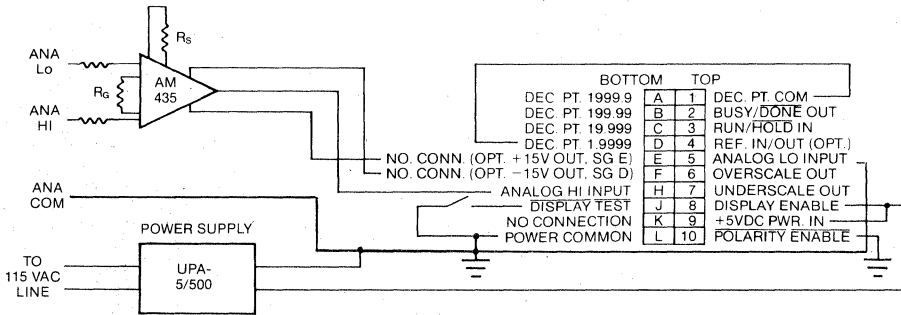 RS
ANA
Lo
RG
AM
435
ANA
HI
BOTTOM TOP
DEC. PT. 1999.9 A 1 DEC. PT. COM
DEC. PT. 199.99 B 2 BUSY/DONE OUT
DEC. PT. 19.999 C 3 RUN/HOLD IN
DEC. PT. 1.9999 D 4 REF. IN/OUT (OPT.)
NO. CONN. (OPT. +15V OUT, SG E) E 5 ANALOG LO INPUT
NO. CONN. (OPT. −15V OUT, SG D) F 6 OVERSCALE OUT
ANALOG HI INPUT H 7 UNDERSCALE OUT
DISPLAY TEST J 8 DISPLAY ENABLE
NO CONNECTION K 9 +5VDC PWR. IN
POWER COMMON L 10 POLARITY ENABLE
ANA
COM
POWER SUPPLY
TO
115 VAC
LINE
UPA-
5/500